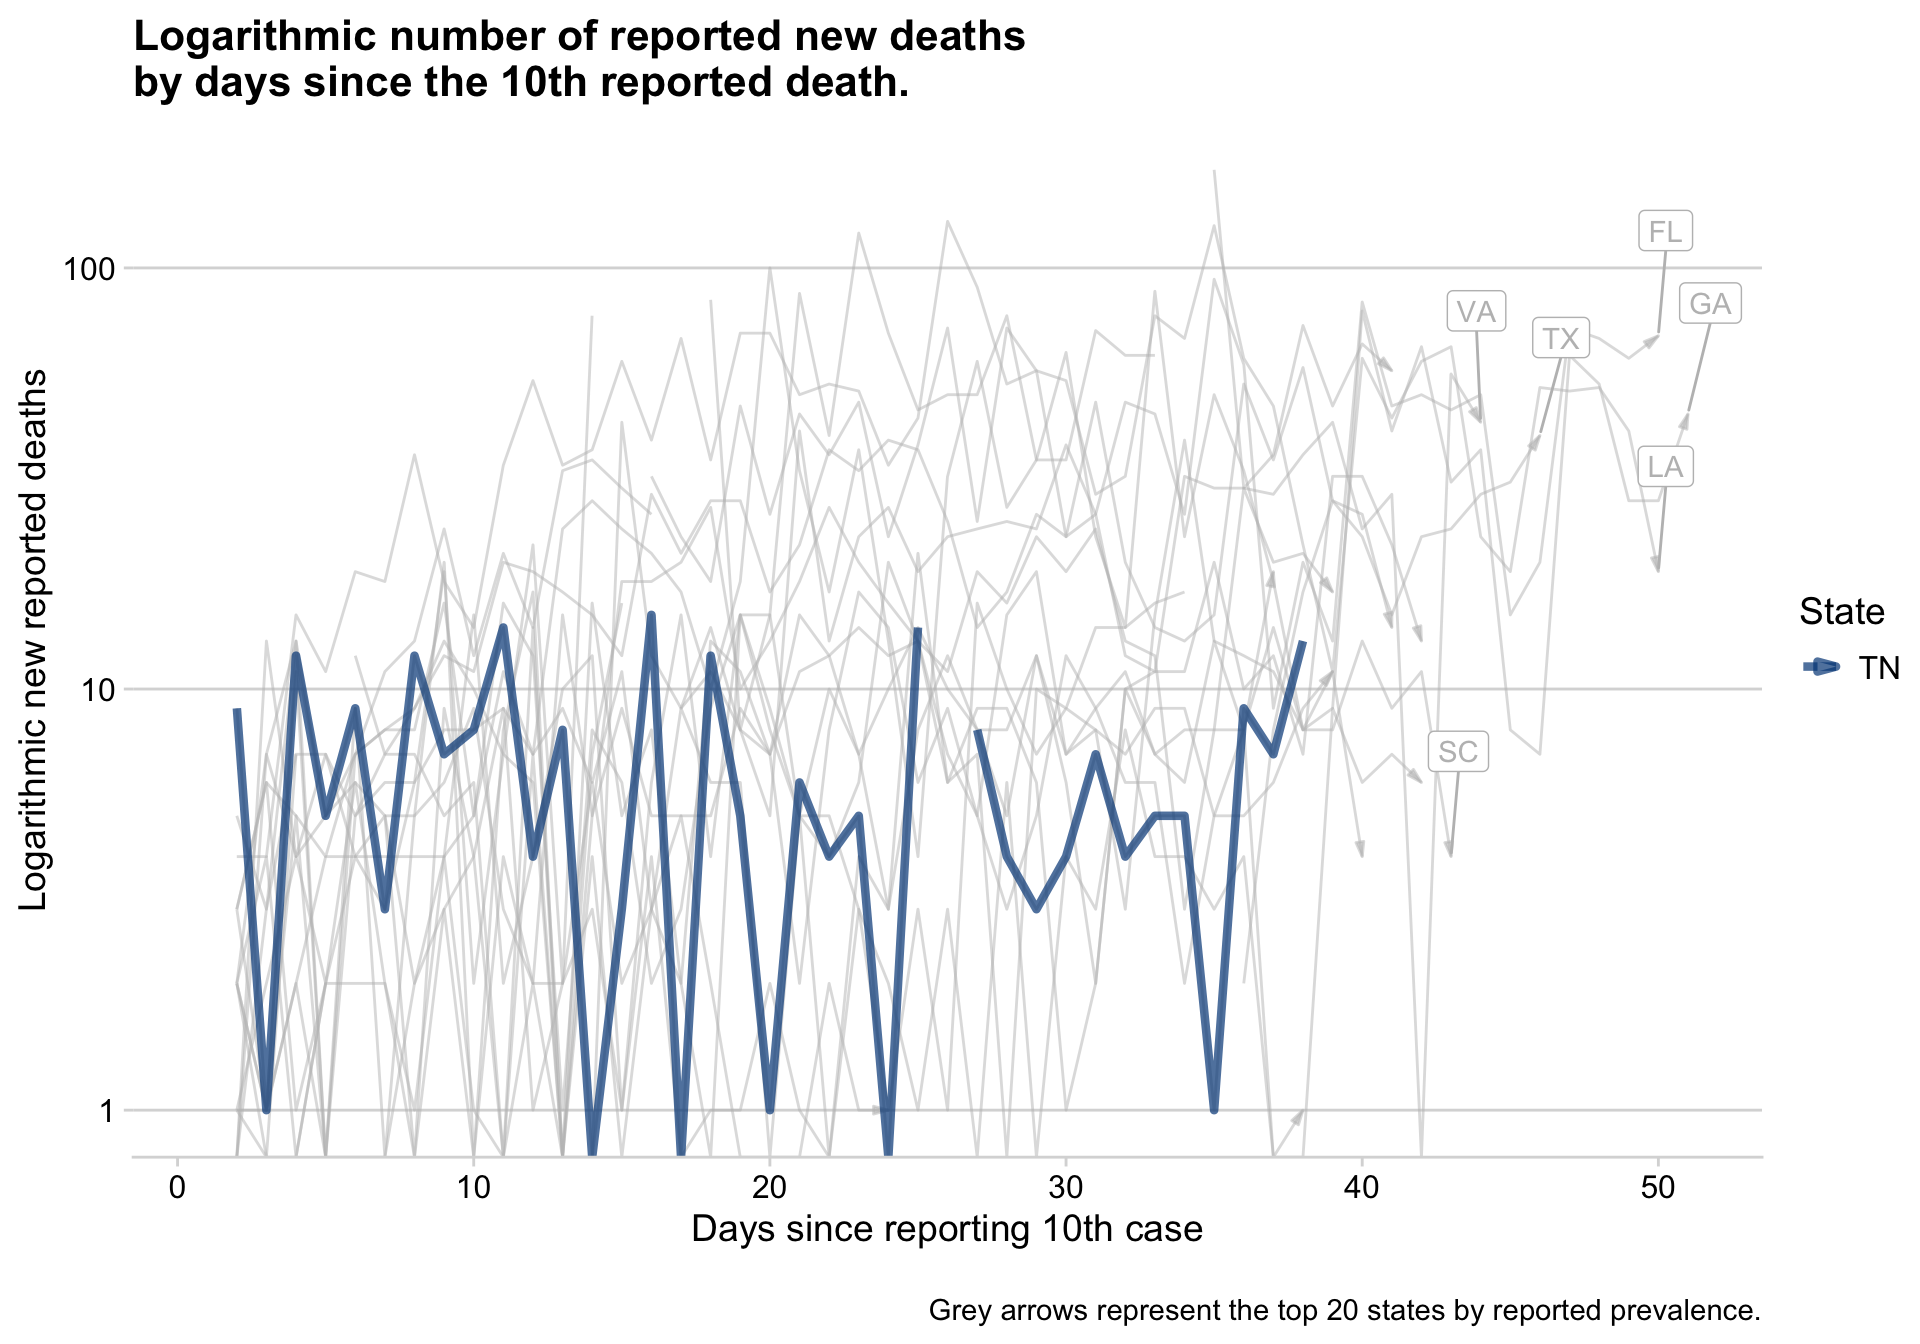 Logarithmic number of reported new deaths
by days since the 10th reported death.
Logarithmic new reported deaths
100
10
1
FL
GA
VA
TX
LA
SC
State
TN
0 10 20 30 40 50
Days since reporting 10th case
Grey arrows represent the top 20 states by reported prevalence.